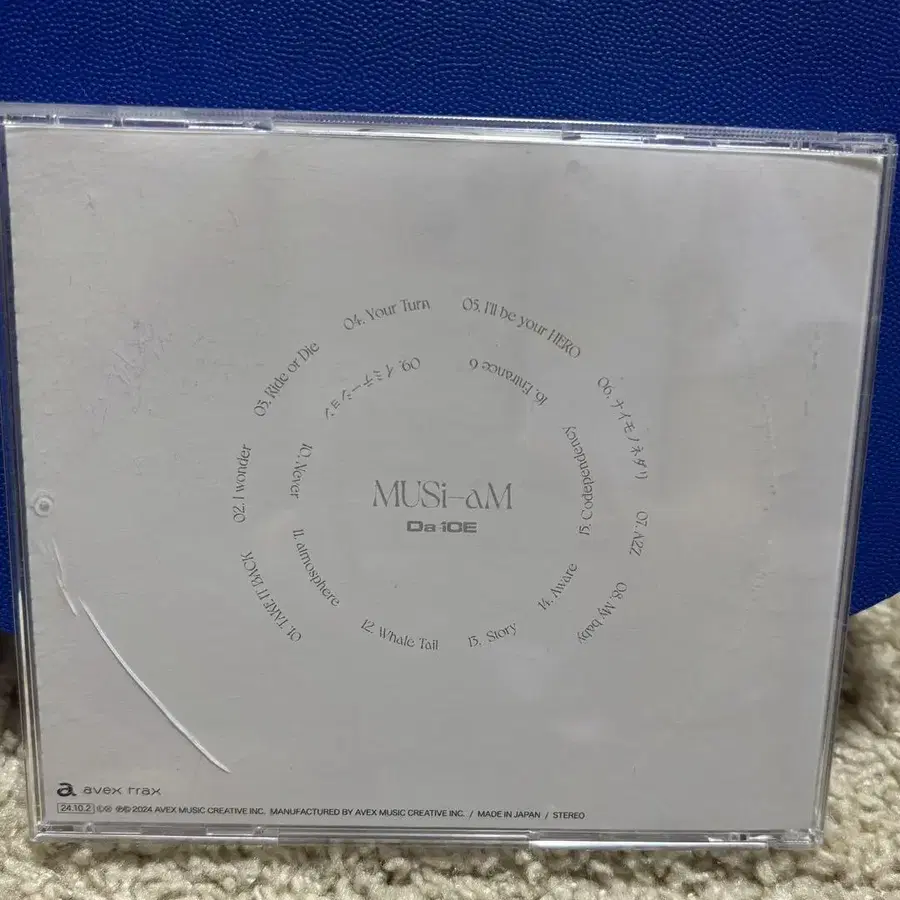 01. TAKE IT BACK
02. I wonder
03. Ride or Die
04. Your Turn
05. I'll be your HERO
06. ナイモノネダリ
07. A2Z
08. My baby
09. イミテーション
10. Never
11. atmosphere
12. Whale Tail
13. Story
14. Aware
15. Codependency
16. Entrance 6
MUSi-aM
Da-iCE
a avex trax
24.10.2 ©℗ ℗© 2024 AVEX MUSIC CREATIVE INC. MANUFACTURED BY AVEX MUSIC CREATIVE INC. / MADE IN JAPAN / STEREO